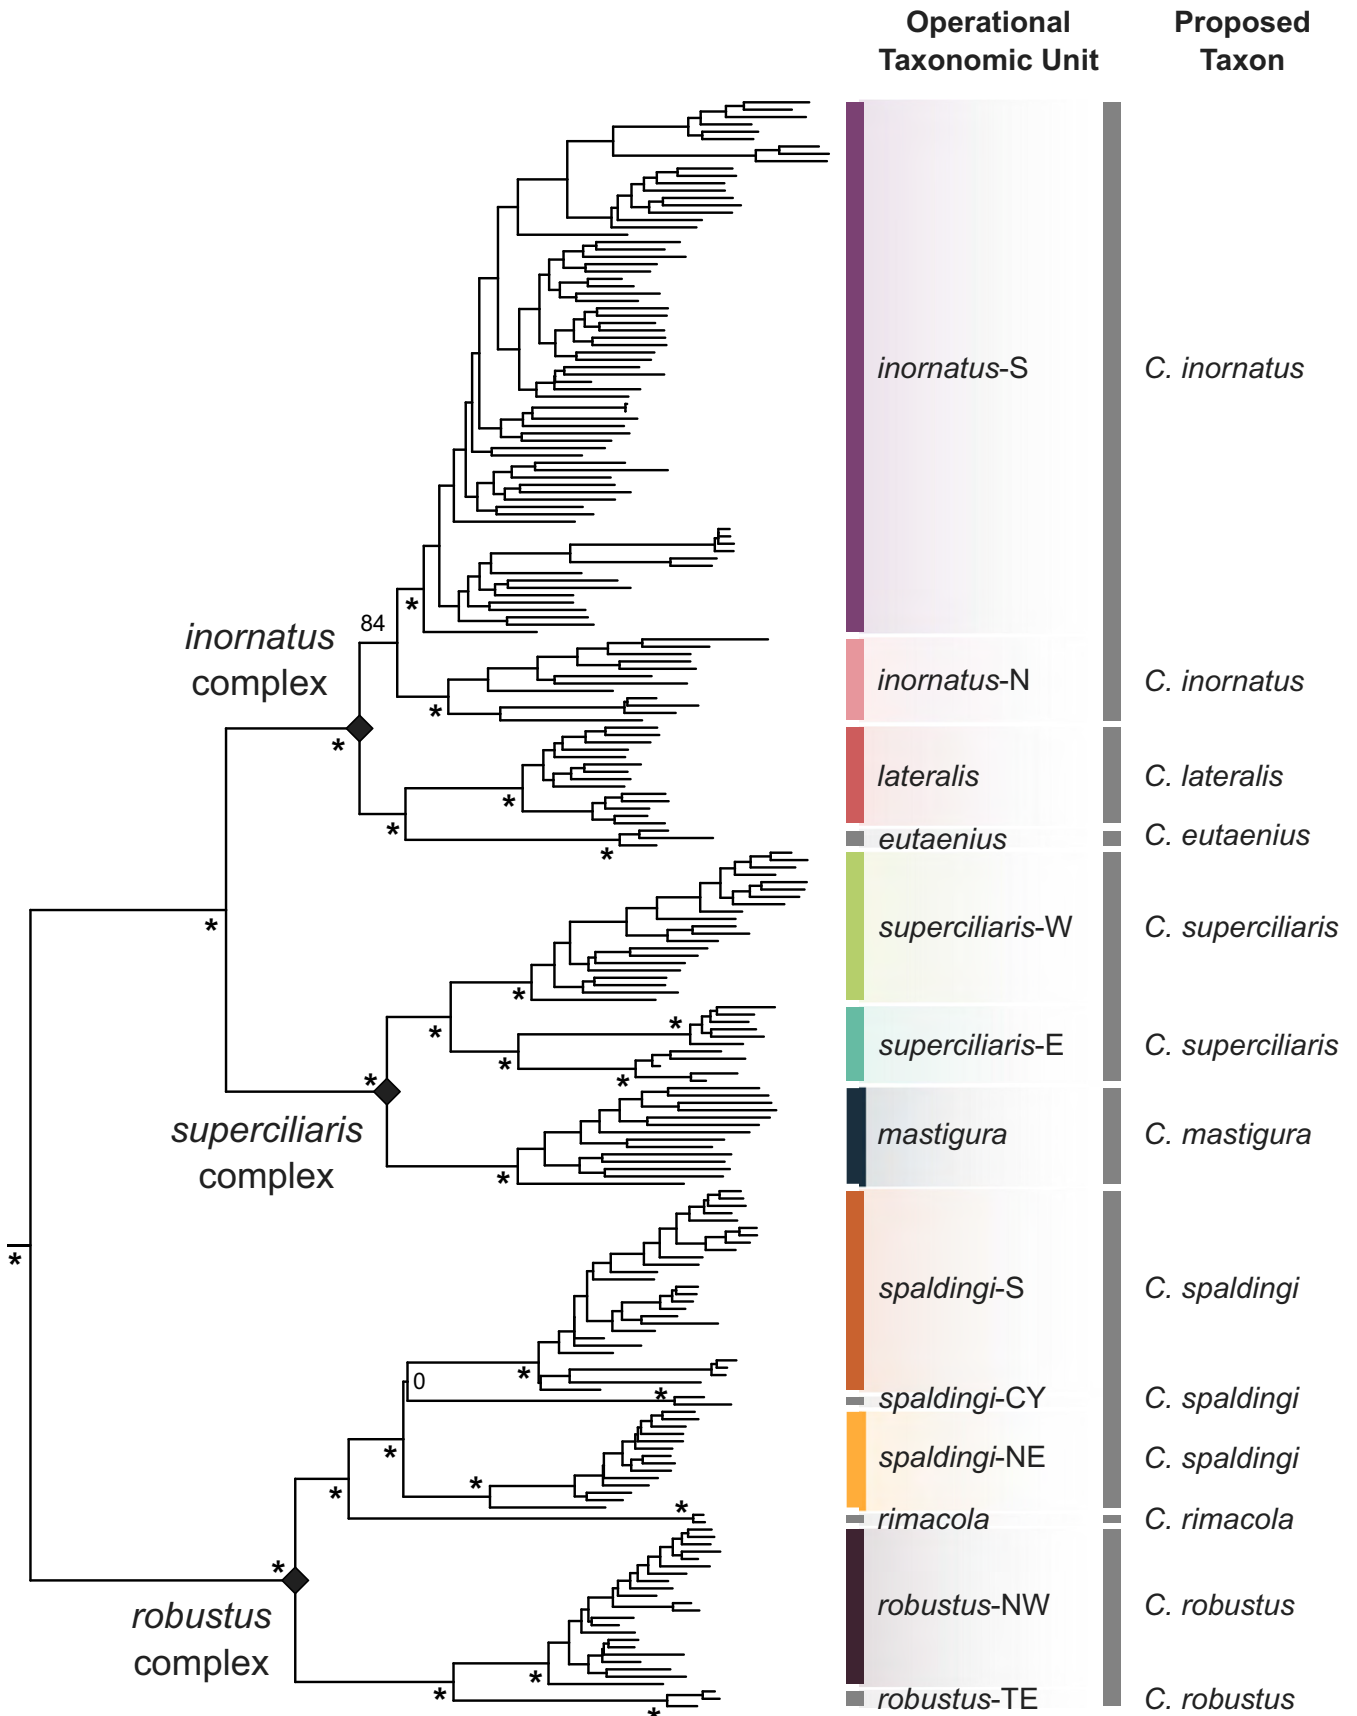 Operational
Taxonomic Unit
Proposed
Taxon
inornatus-S
C. inornatus
84
inornatus
complex
inornatus-N
C. inornatus
lateralis
C. lateralis
eutaenius
C. eutaenius
superciliaris-W
C. superciliaris
superciliaris-E
C. superciliaris
superciliaris
complex
mastigura
C. mastigura
spaldingi-S
C. spaldingi
0
spaldingi-CY
C. spaldingi
spaldingi-NE
C. spaldingi
rimacola
C. rimacola
robustus
complex
robustus-NW
C. robustus
robustus-TE
C. robustus